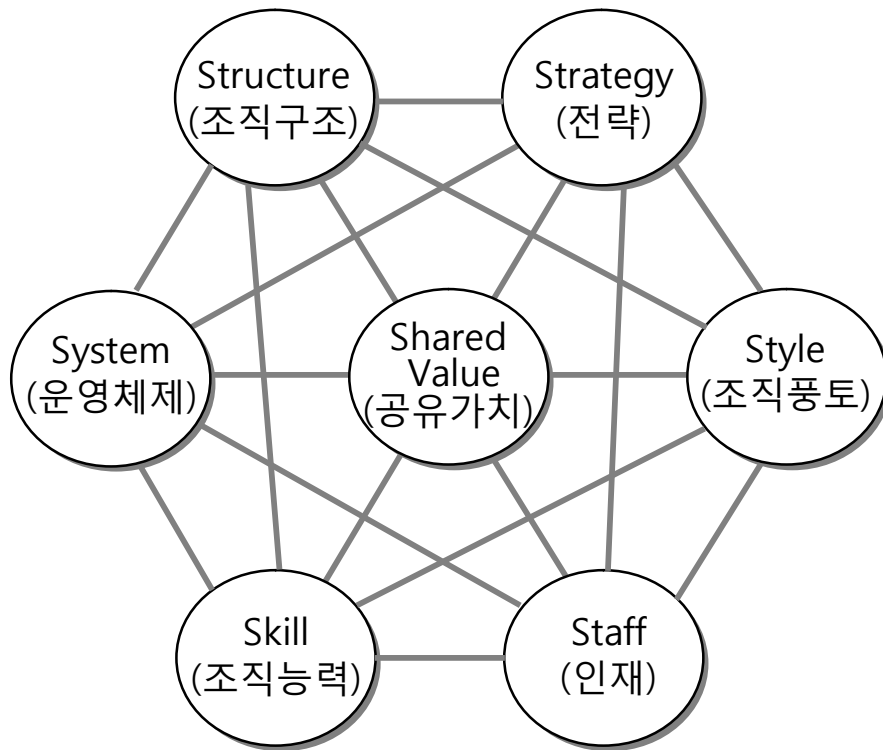 Structure
(조직구조)
Strategy
(전략)
System
(운영체제)
Shared
Value
(공유가치)
Style
(조직풍토)
Skill
(조직능력)
Staff
(인재)